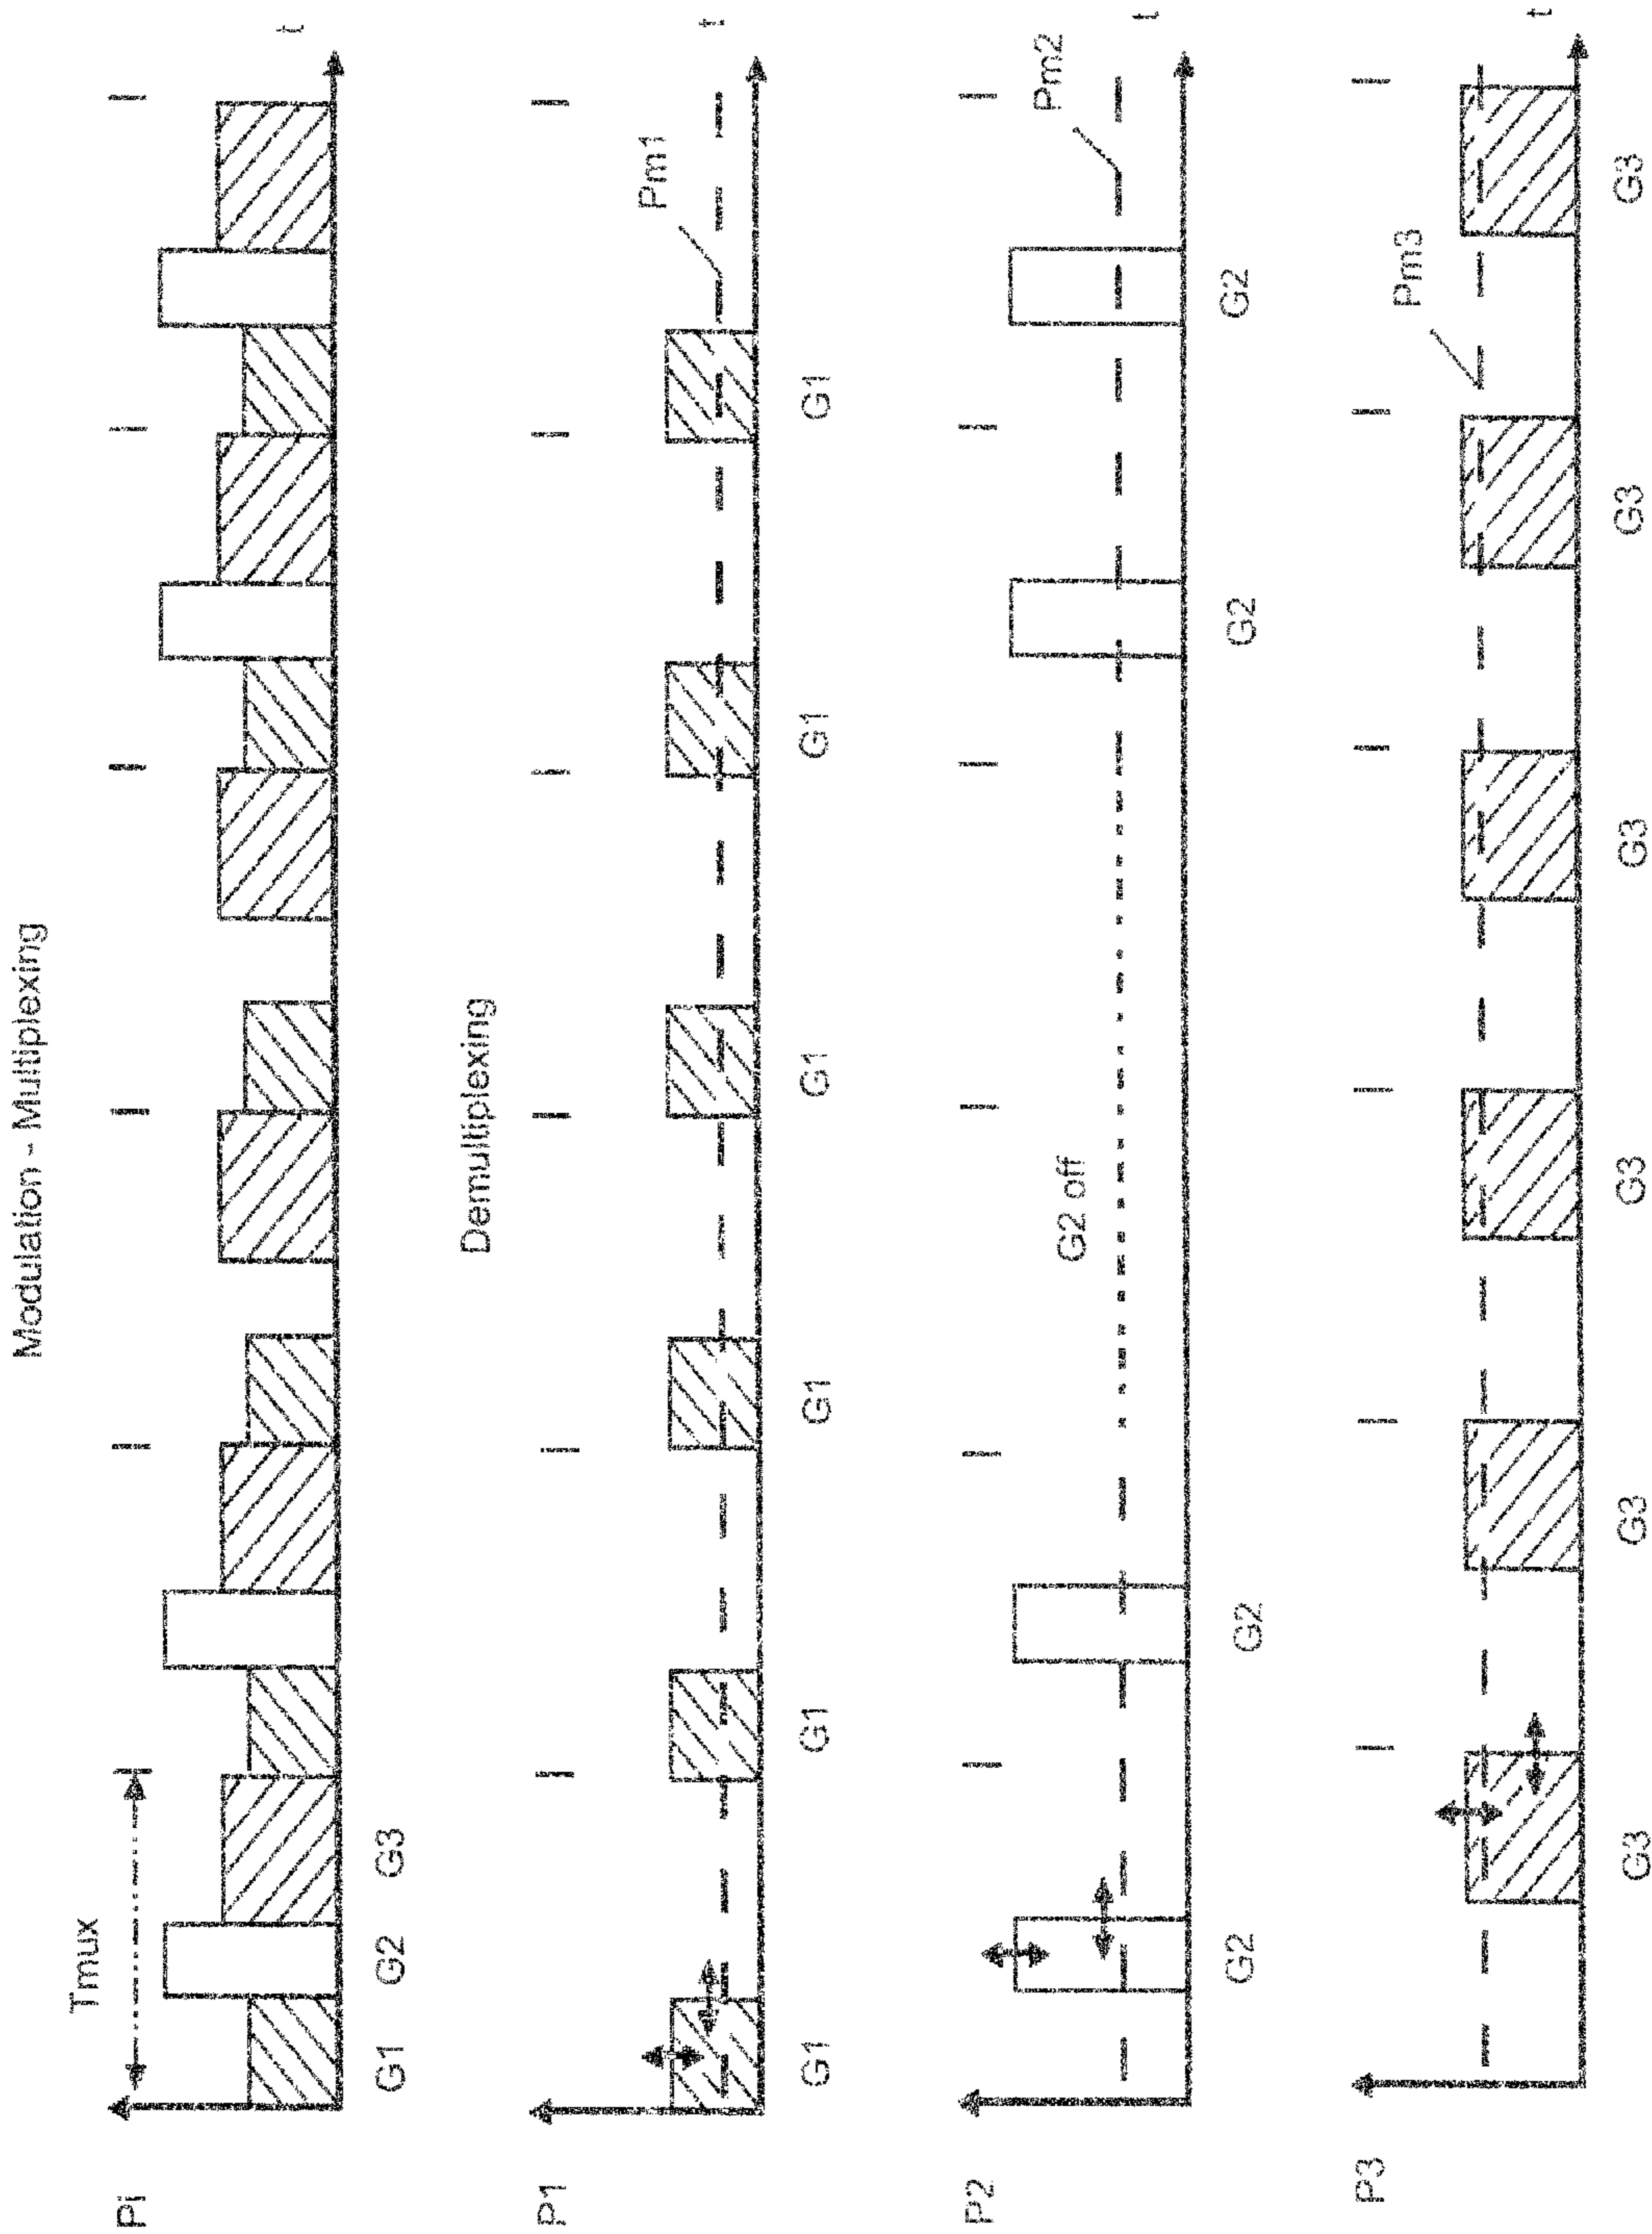 Modulation - Multiplexing
Pi
Tmux
t
G1 G2 G3
Demultiplexing
P1
Pm1
t
G1 G1 G1 G1 G1 G1
P2
G2 off
Pm2
t
G2 G2 G2 G2
P3
Pm3
t
G3 G3 G3 G3 G3 G3